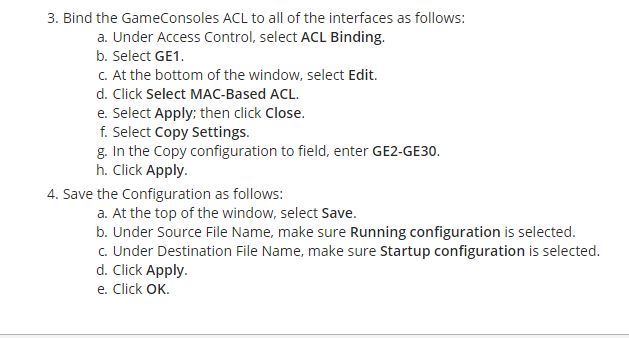 3. Bind the GameConsoles ACL to all of the interfaces as follows:
a. Under Access Control, select ACL Binding.
b. Select GE1.
c. At the bottom of the window, select Edit.
d. Click Select MAC-Based ACL.
e. Select Apply; then click Close.
f. Select Copy Settings.
g. In the Copy configuration to field, enter GE2-GE30.
h. Click Apply.
4. Save the Configuration as follows:
a. At the top of the window, select Save.
b. Under Source File Name, make sure Running configuration is selected.
c. Under Destination File Name, make sure Startup configuration is selected.
d. Click Apply.
e. Click OK.